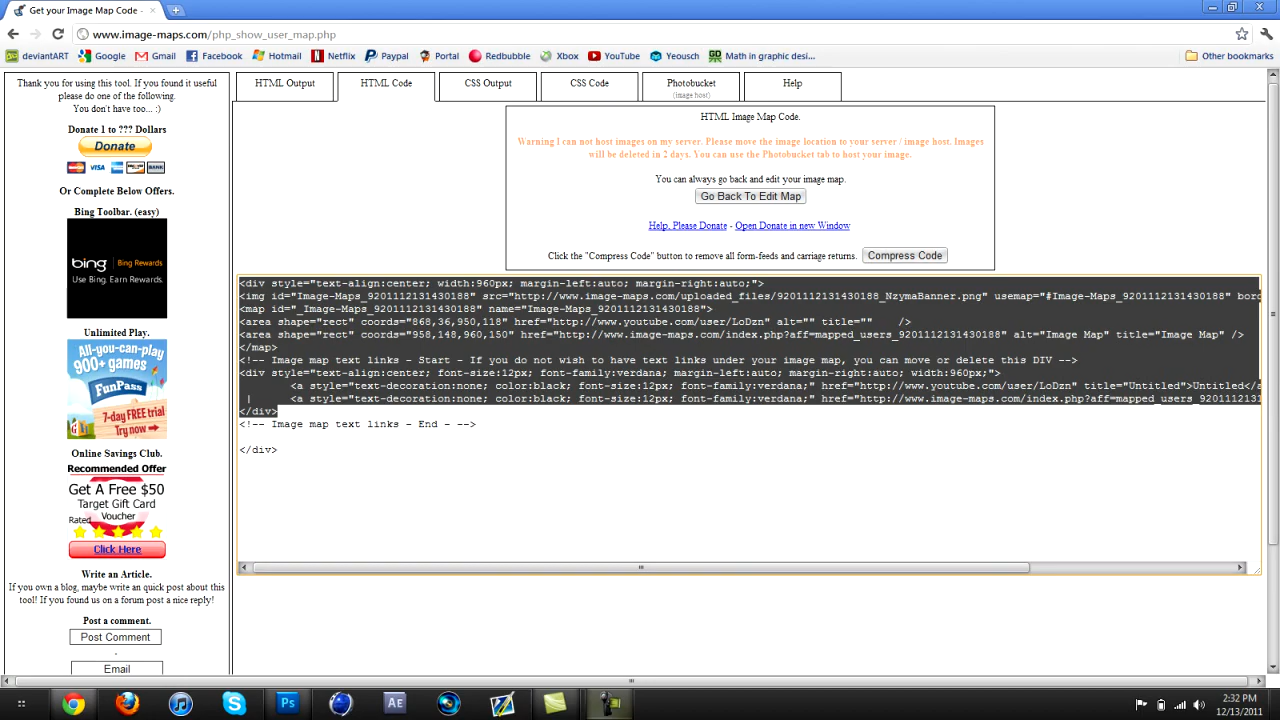 Get your Image Map Code -
www.image-maps.com/php_show_user_map.php
deviantART Google Gmail Facebook Hotmail Netflix Paypal Portal Redbubble Xbox YouTube Yeousch Math in graphic desi... Other bookmarks
Thank you for using this tool. If you found it useful
please do one of the following.
You don't have too... :)
Donate 1 to ??? Dollars
Donate
VISA BANK
Or Complete Below Offers.
Bing Toolbar. (easy)
bing Bing Rewards
Use Bing. Earn Rewards.
Unlimited Play.
All-you-can-play
900+ games!
FunPass
7-day FREE trial
Try now
Online Savings Club.
Recommended Offer
Get A Free $50
Target Gift Card
Voucher
Rated
Click Here
Write an Article.
If you own a blog, maybe write an quick post about this
tool! If you found us on a forum post a nice reply!
Post a comment.
Post Comment
.
Email
HTML Output HTML Code CSS Output CSS Code Photobucket Help
(image host)
HTML Image Map Code.
Warning I can not host images on my server. Please move the image location to your server / image host. Images
will be deleted in 2 days. You can use the Photobucket tab to host your image.
You can always go back and edit your image map.
Go Back To Edit Map
Help, Please Donate - Open Donate in new Window
Click the "Compress Code" button to remove all form-feeds and carriage returns. Compress Code
<div style="text-align:center; width:960px; margin-left:auto; margin-right:auto;">
<img id="Image-Maps_9201112131430188" src="http://www.image-maps.com/uploaded_files/9201112131430188_NzymaBanner.png" usemap="#Image-Maps_9201112131430188" bord
<map id="_Image-Maps_9201112131430188" name="Image-Maps_9201112131430188">
<area shape="rect" coords="868,36,950,118" href="http://www.youtube.com/user/LoDzn" alt="" title=""    />
<area shape="rect" coords="958,148,960,150" href="http://www.image-maps.com/index.php?aff=mapped_users_9201112131430188" alt="Image Map" title="Image Map" />
</map>
<!-- Image map text links - Start - If you do not wish to have text links under your image map, you can move or delete this DIV -->
<div style="text-align:center; font-size:12px; font-family:verdana; margin-left:auto; margin-right:auto; width:960px;">
<a style="text-decoration:none; color:black; font-size:12px; font-family:verdana;" href="http://www.youtube.com/user/LoDzn" title="Untitled">Untitled</a
| <a style="text-decoration:none; color:black; font-size:12px; font-family:verdana;" href="http://www.image-maps.com/index.php?aff=mapped_users_920111213
</div>
<!-- Image map text links - End - -->
</div>
Ps Ae
2:32 PM
12/13/2011